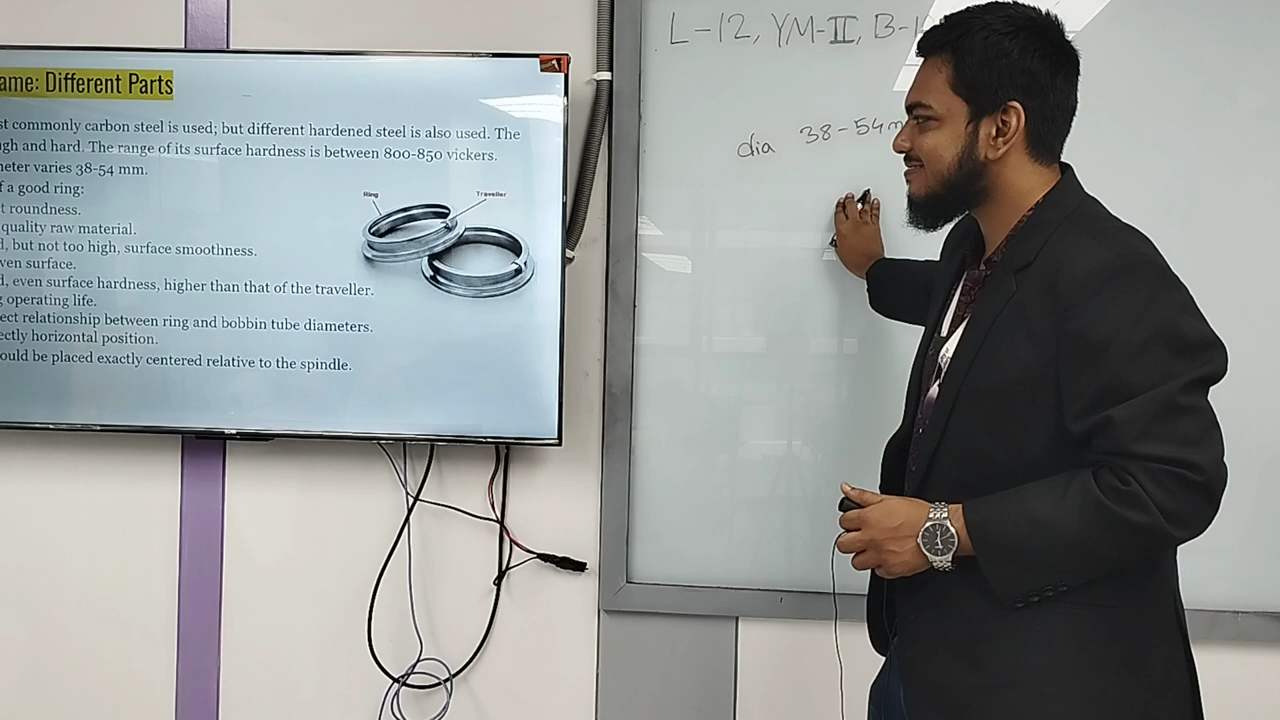 ame: Different Parts
st commonly carbon steel is used; but different hardened steel is also used. The
gh and hard. The range of its surface hardness is between 800-850 vickers.
neter varies 38-54 mm.
f a good ring:
t roundness.
quality raw material.
d, but not too high, surface smoothness.
ven surface.
d, even surface hardness, higher than that of the traveller.
g operating life.
ect relationship between ring and bobbin tube diameters.
ectly horizontal position.
ould be placed exactly centered relative to the spindle.
Ring Traveller
L-12, YM-II, B-1
dia 38-54m